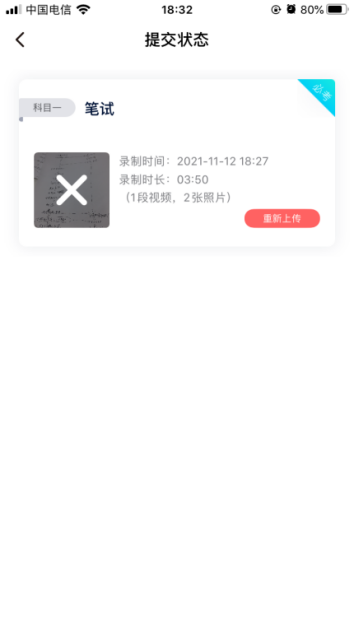 中国电信
18:32
80%
提交状态
必考
科目一
笔试
录制时间：2021-11-12 18:27
录制时长：03:50
（1段视频，2张照片）
重新上传